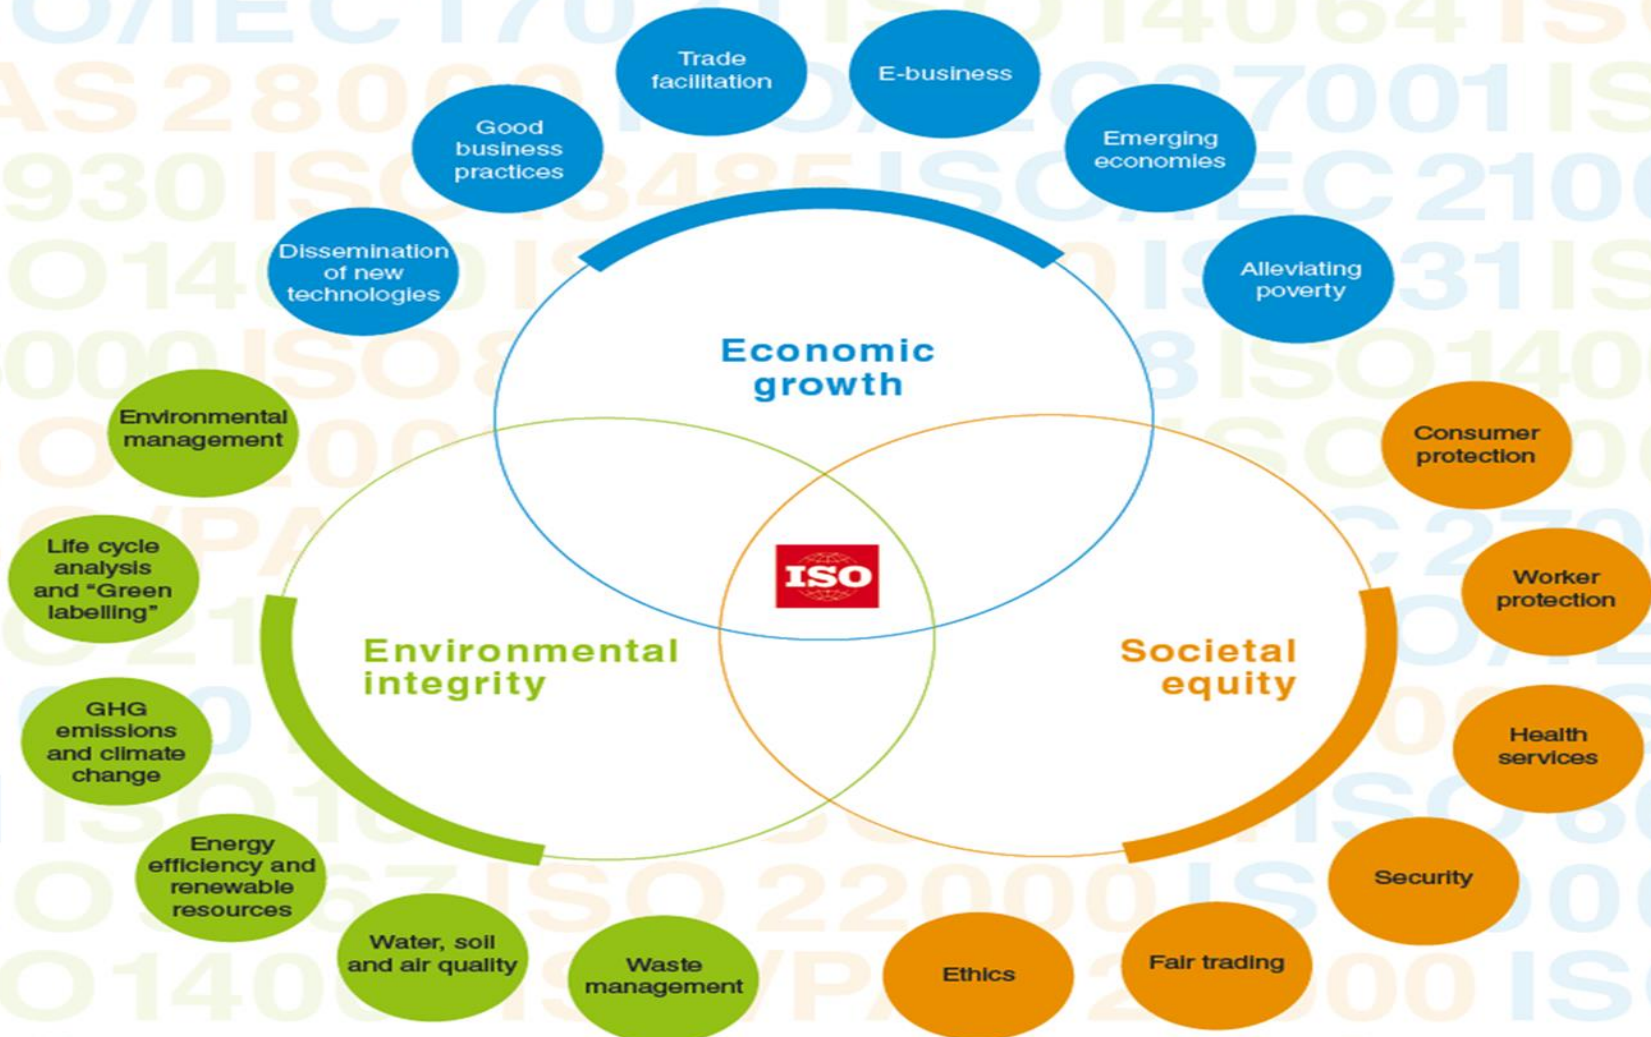 Trade
facilitation
E-business
Good
business
practices
Emerging
economies
Dissemination
of new
technologies
Alleviating
poverty
Economic
growth
Environmental
management
Consumer
protection
Life cycle
analysis
and “Green
labelling”
ISO
Worker
protection
Environmental
integrity
Societal
equity
GHG
emissions
and climate
change
Health
services
Energy
efficiency and
renewable
resources
Security
Water, soil
and air quality
Waste
management
Ethics
Fair trading
ISO 22000